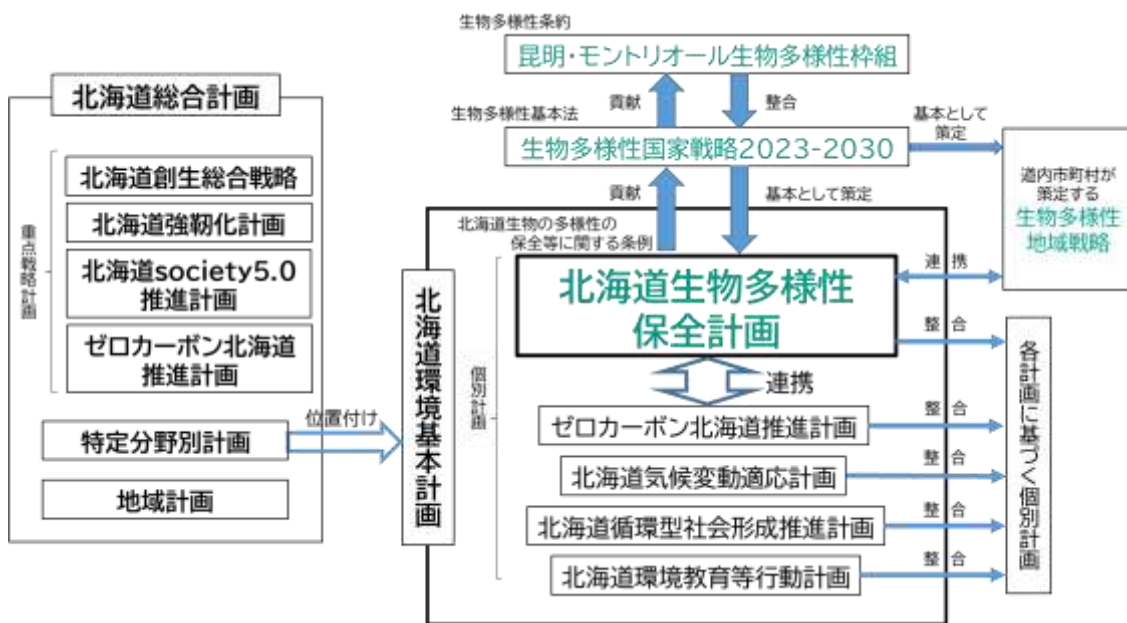 生物多様性条約
昆明・モントリオール生物多様性枠組
貢献
整合
生物多様性基本法
生物多様性国家戦略2023-2030
基本として
策定
道内市町村が
策定する
生物多様性
地域戦略
貢献
基本として策定
北海道総合計画
重点戦略計画
北海道創生総合戦略
北海道強靱化計画
北海道society5.0
推進計画
ゼロカーボン北海道
推進計画
特定分野別計画
位置付け
地域計画
北海道環境基本計画
北海道生物の多様性の
保全等に関する条例
個別計画
北海道生物多様性
保全計画
連携
連携
整合
ゼロカーボン北海道推進計画
整合
北海道気候変動適応計画
整合
北海道循環型社会形成推進計画
整合
北海道環境教育等行動計画
整合
各計画に基づく個別計画